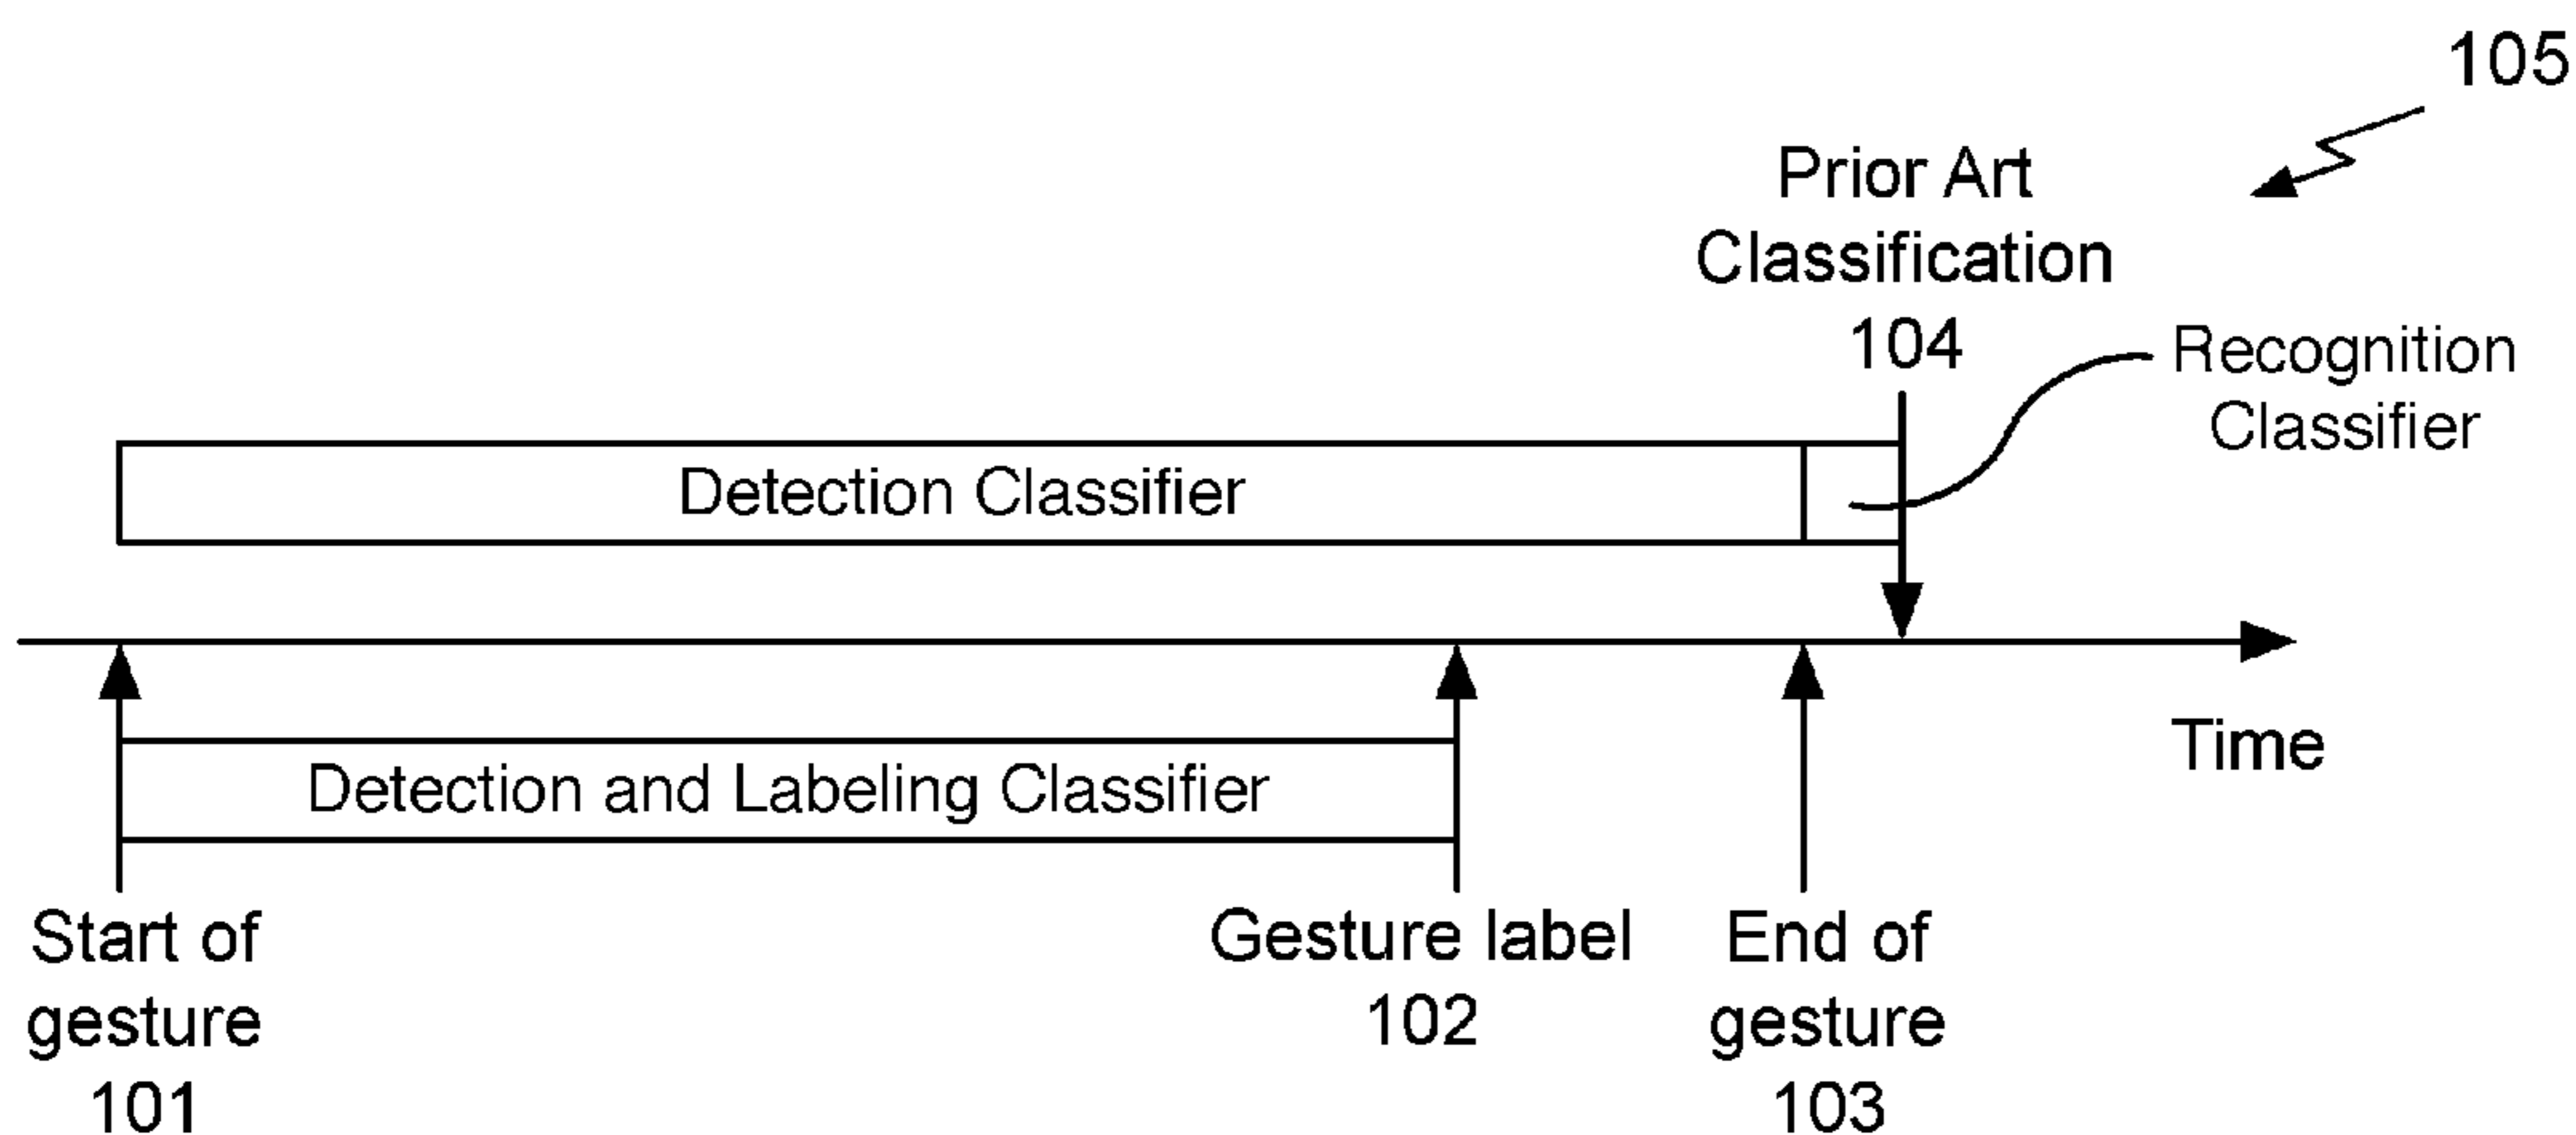 105
Prior Art
Classification
104
Recognition
Classifier
Detection Classifier
Time
Detection and Labeling Classifier
Start of
gesture
101
Gesture label
102
End of
gesture
103